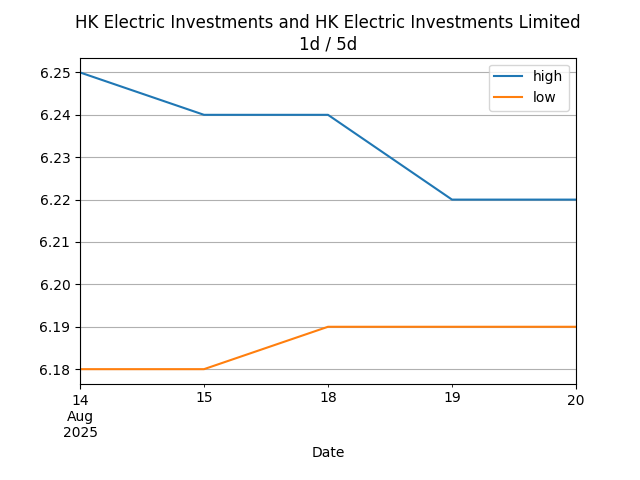 HK Electric Investments and HK Electric Investments Limited
1d / 5d
high
low
6.25
6.24
6.23
6.22
6.21
6.20
6.19
6.18
14 15 18 19 20
Aug
2025
Date